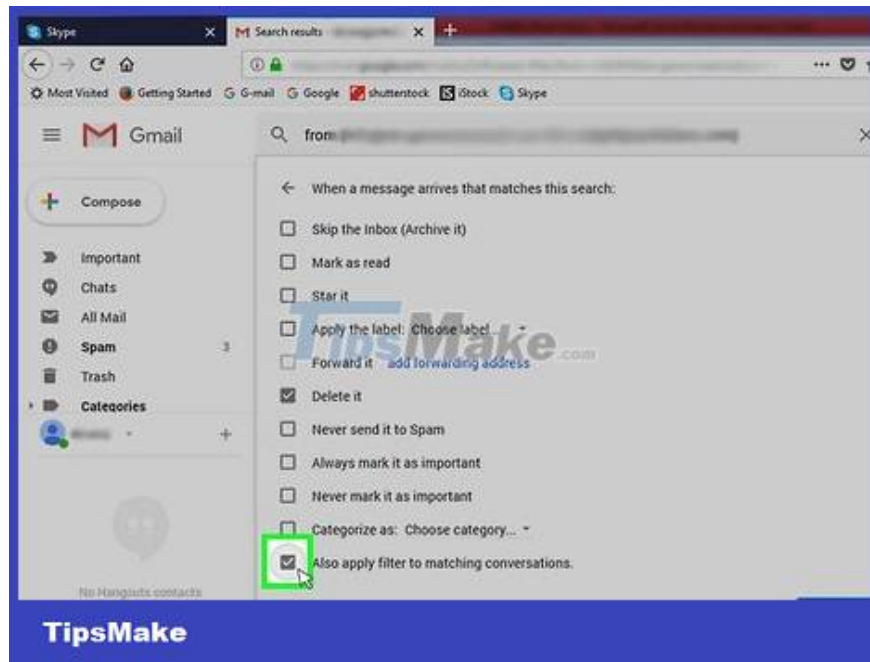 Skype
Search results
Most Visited Getting Started G-mail Google shutterstock iStock Skype
Gmail
from
Compose
When a message arrives that matches this search:
Skip the Inbox (Archive it)
Important
Mark as read
Chats
Star it
All Mail
Apply the label: Choose label...
Spam 3
Forward it add forwarding address
Trash
Delete it
Categories
Never send it to Spam
Always mark it as important
Never mark it as important
Categorize as: Choose category...
Also apply filter to matching conversations.
No Hangouts contacts
TipsMake.com
TipsMake